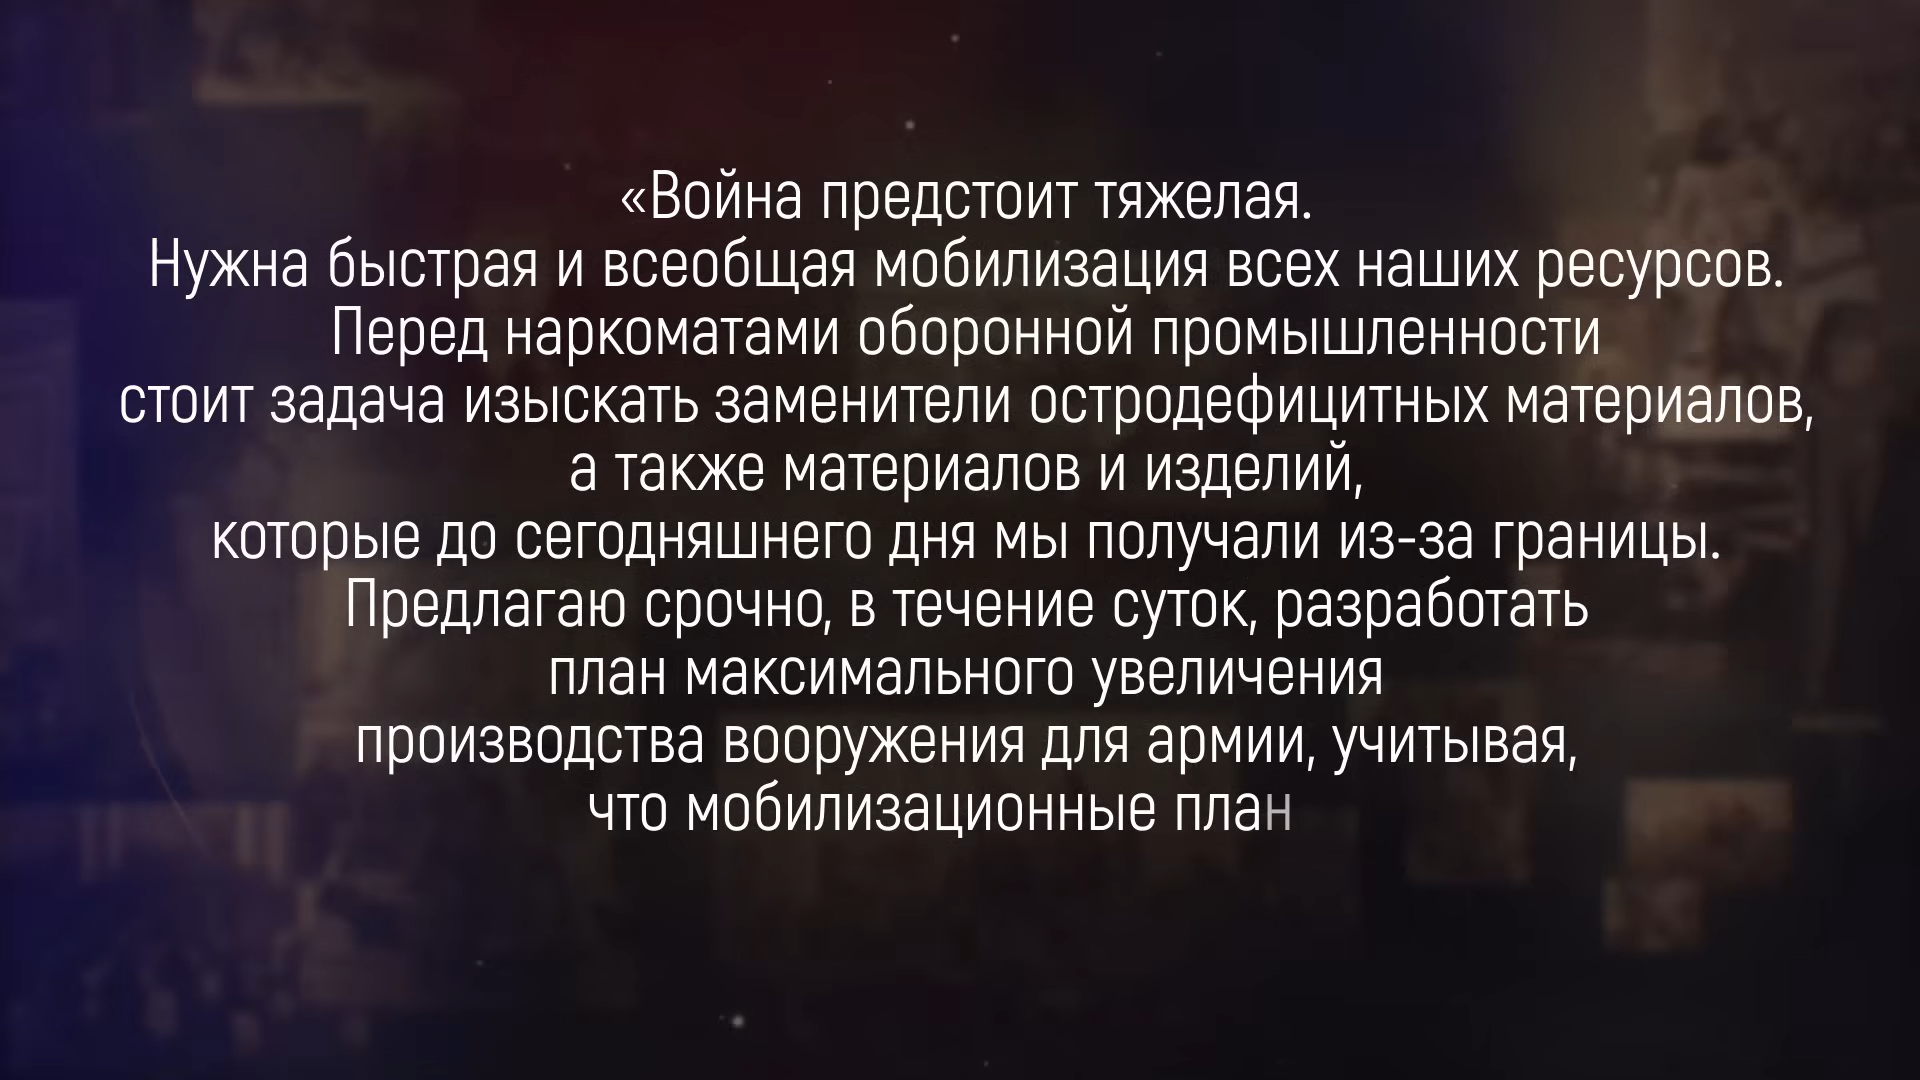 «Война предстоит тяжелая.
Нужна быстрая и всеобщая мобилизация всех наших ресурсов.
Перед наркоматами оборонной промышленности
стоит задача изыскать заменители остродефицитных материалов,
а также материалов и изделий,
которые до сегодняшнего дня мы получали из-за границы.
Предлагаю срочно, в течение суток, разработать
план максимального увеличения
производства вооружения для армии, учитывая,
что мобилизационные план